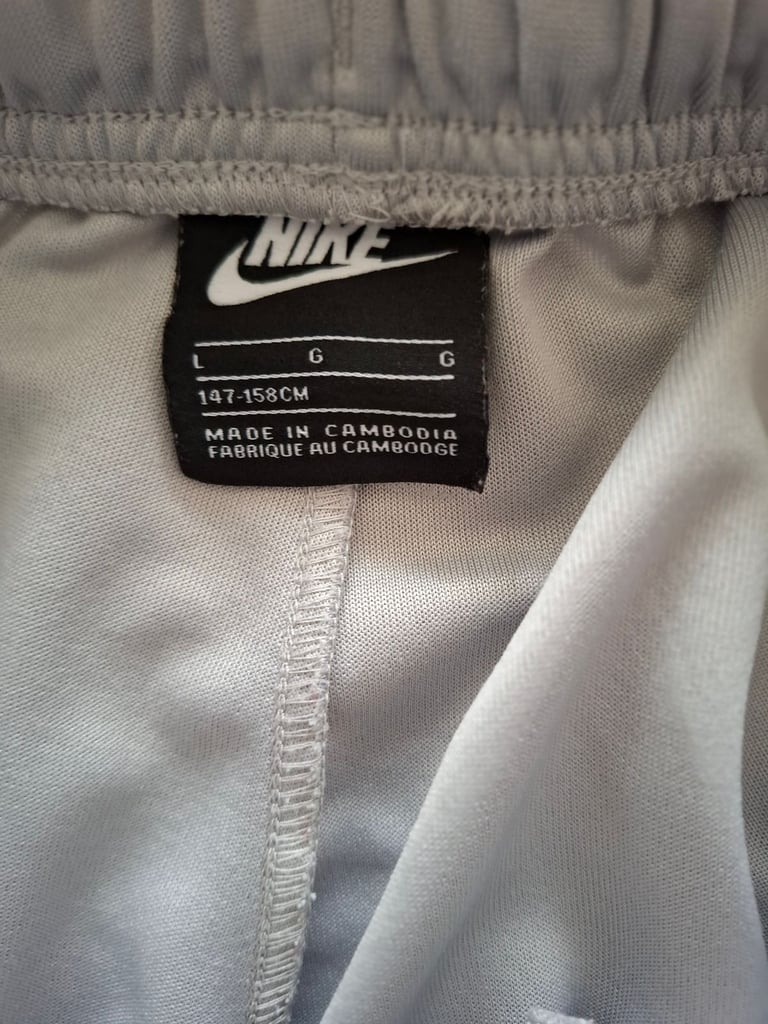 NIKE
L G G
147-158CM
MADE IN CAMBODIA
FABRIQUE AU CAMBODGE